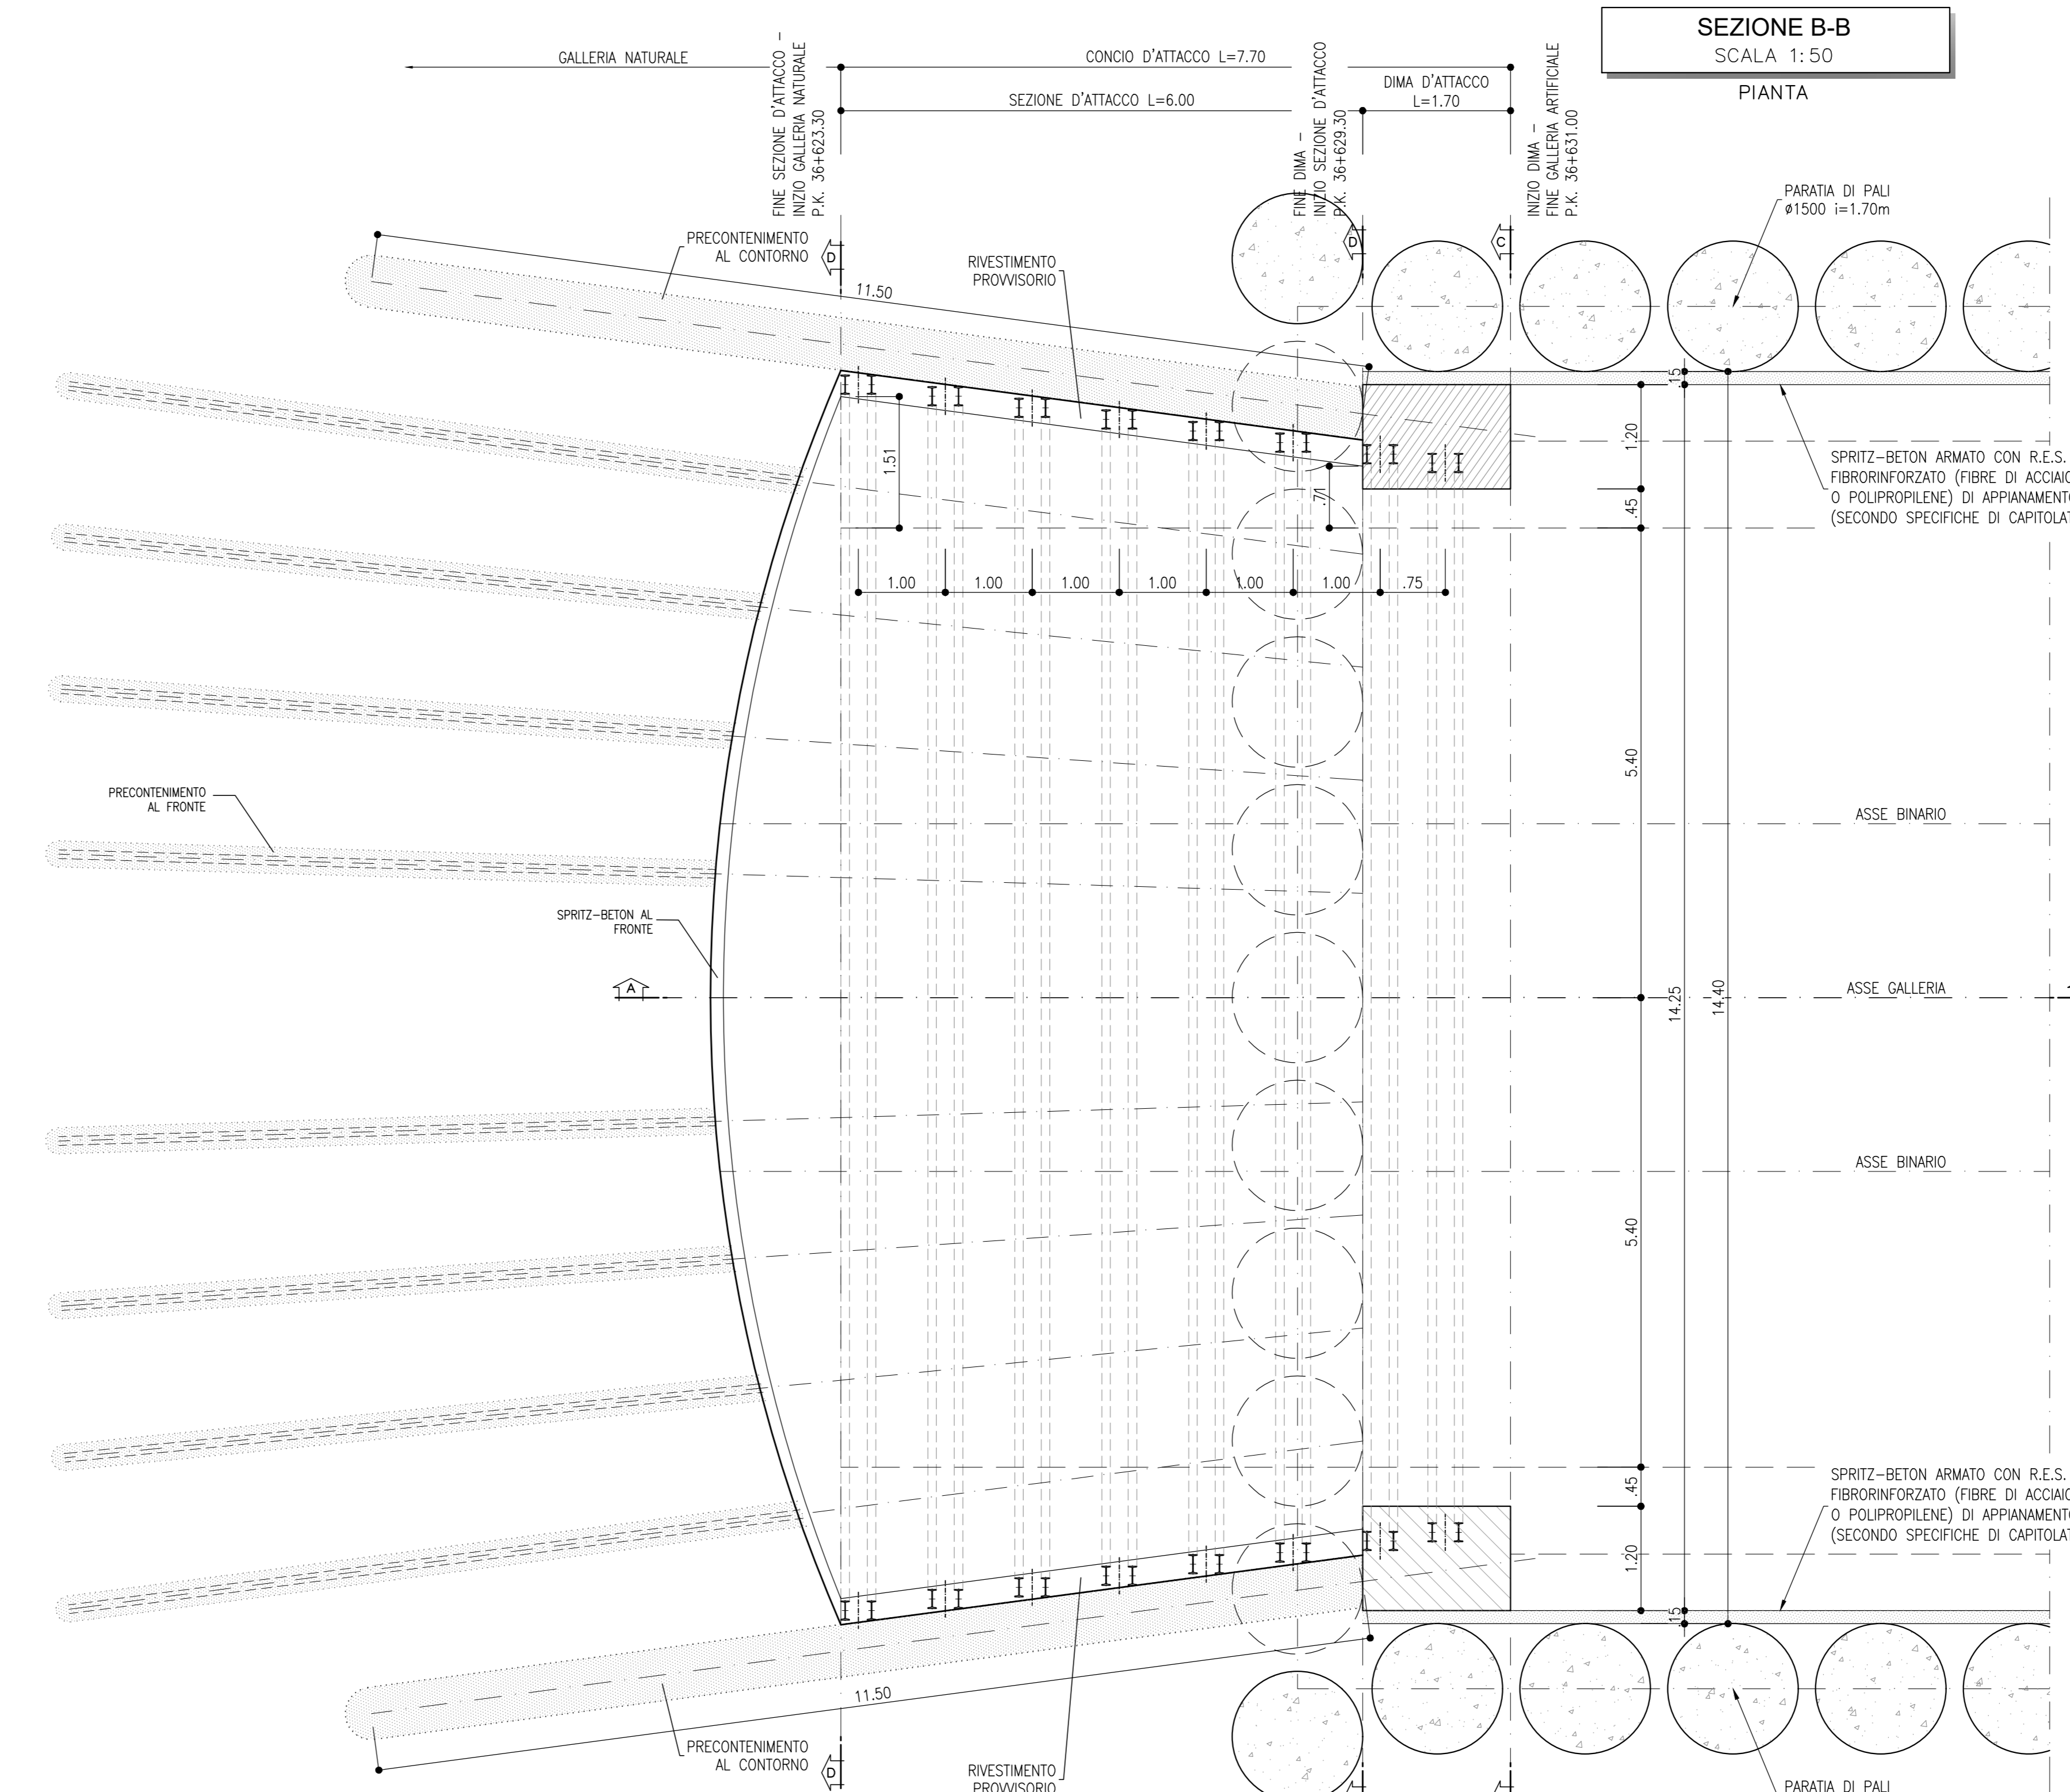 SEZIONE B-B
SCALA 1:50
PIANTA
GALLERIA NATURALE
CONCIO D'ATTACCO L=7.70
SEZIONE D'ATTACCO L=6.00
DIMA D'ATTACCO
L=1.70
FINE SEZIONE D'ATTACCO –
INIZIO GALLERIA NATURALE
P.K. 36+623.30
FINE DIMA –
INIZIO SEZIONE D'ATTACCO
P.K. 36+629.30
INIZIO DIMA –
FINE GALLERIA ARTIFICIALE
P.K. 36+631.00
PARATIA DI PALI
ø1500 i=1.70m
PRECONTENIMENTO
AL CONTORNO
D
D
C
RIVESTIMENTO
PROVVISORIO
11.50
.15
1.20
.45
1.51
.71
SPRITZ-BETON ARMATO CON R.E.S.
FIBRORINFORZATO (FIBRE DI ACCIAIO
O POLIPROPILENE) DI APPIANAMENTO
(SECONDO SPECIFICHE DI CAPITOLAT
1.00
1.00
1.00
1.00
1.00
1.00
.75
5.40
PRECONTENIMENTO
AL FRONTE
ASSE BINARIO
SPRITZ-BETON AL
FRONTE
A
ASSE GALLERIA
14.25
14.40
ASSE BINARIO
5.40
.45
1.20
.15
SPRITZ-BETON ARMATO CON R.E.S.
FIBRORINFORZATO (FIBRE DI ACCIAIO
O POLIPROPILENE) DI APPIANAMENTO
(SECONDO SPECIFICHE DI CAPITOLAT
11.50
PRECONTENIMENTO
AL CONTORNO
D
RIVESTIMENTO
PROVVISORIO
PARATIA DI PALI